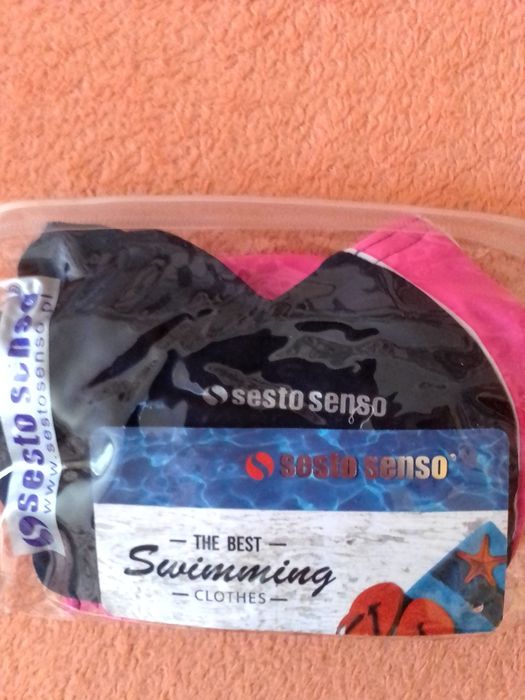 sesto senso®
www.sestosenso.pl
sesto senso
sesto senso
THE BEST
Swimming
CLOTHES